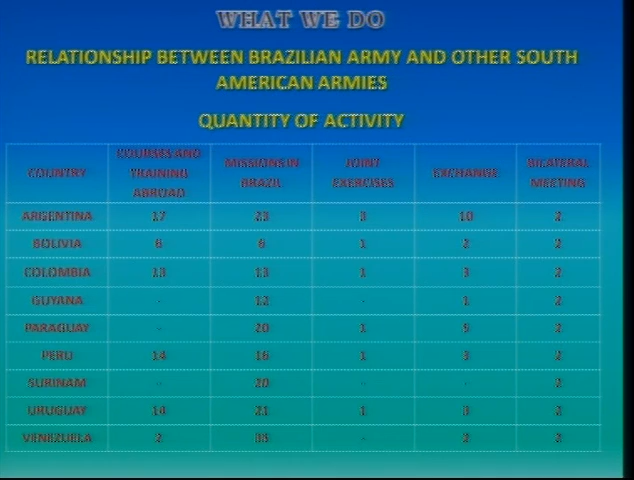 WHAT WE DO
RELATIONSHIP BETWEEN BRAZILIAN ARMY AND OTHER SOUTH
AMERICAN ARMIES
QUANTITY OF ACTIVITY
COUNTRY COURSES AND TRAINING ABROAD MISSIONS IN BRAZIL JOINT EXERCISES EXCHANGE BILATERAL MEETING
ARGENTINA 17 23 3 10 2
BOLIVIA 6 6 1 2 2
COLOMBIA 13 13 1 3 2
GUYANA - 12 - 1 2
PARAGUAY - 20 1 5 2
PERU 14 16 1 3 2
SURINAM - 20 - - 2
URUGUAY 14 21 1 3 2
VENEZUELA 2 - 2 2